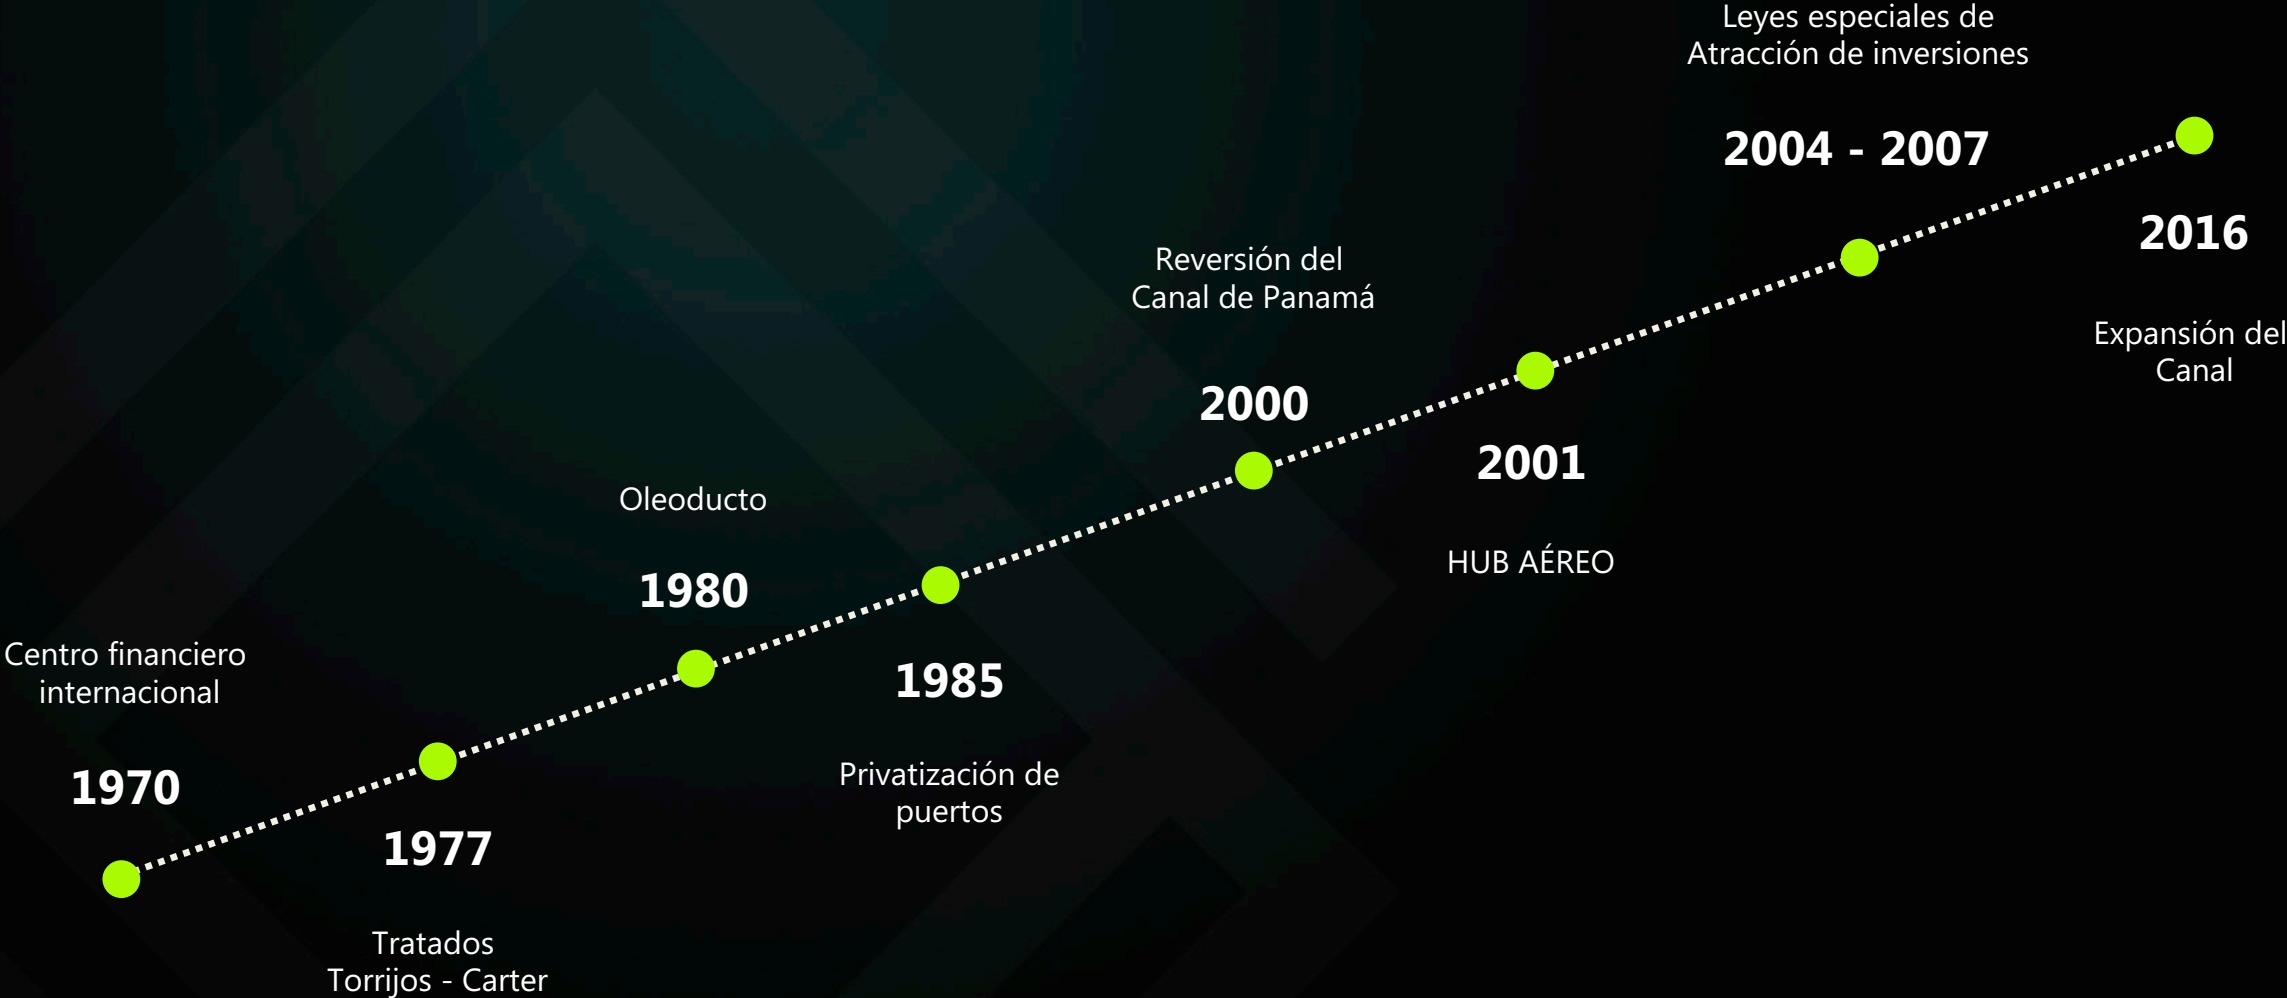 Centro financiero
internacional
1970
1977
Tratados
Torrijos - Carter
Oleoducto
1980
1985
Privatización de
puertos
Reversión del
Canal de Panamá
2000
2001
HUB AÉREO
Leyes especiales de
Atracción de inversiones
2004 - 2007
2016
Expansión del
Canal